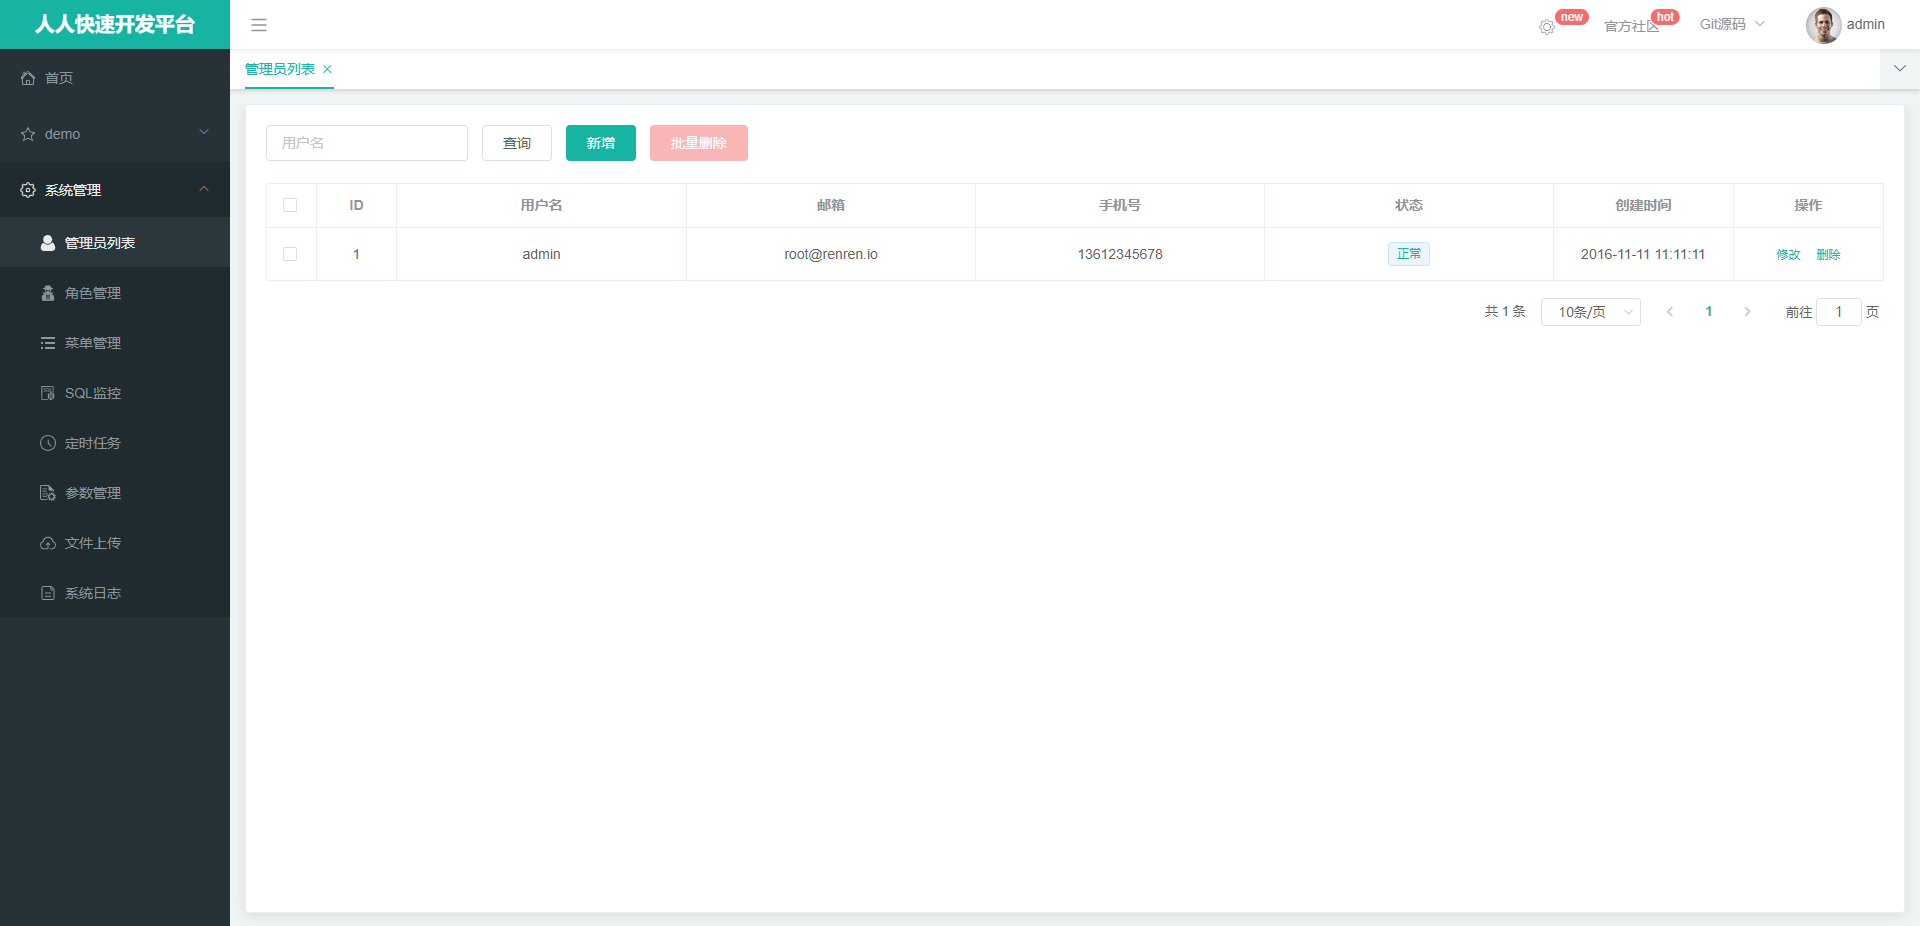 人人快速开发平台
new
官方社区
hot
Git源码
admin
首页
demo
系统管理
管理员列表
角色管理
菜单管理
SQL监控
定时任务
参数管理
文件上传
系统日志
管理员列表
用户名 查询 新增 批量删除
ID 用户名 邮箱 手机号 状态 创建时间 操作
1 admin root@renren.io 13612345678 正常 2016-11-11 11:11:11 修改 删除
共 1 条 10条/页 1 前往 1 页